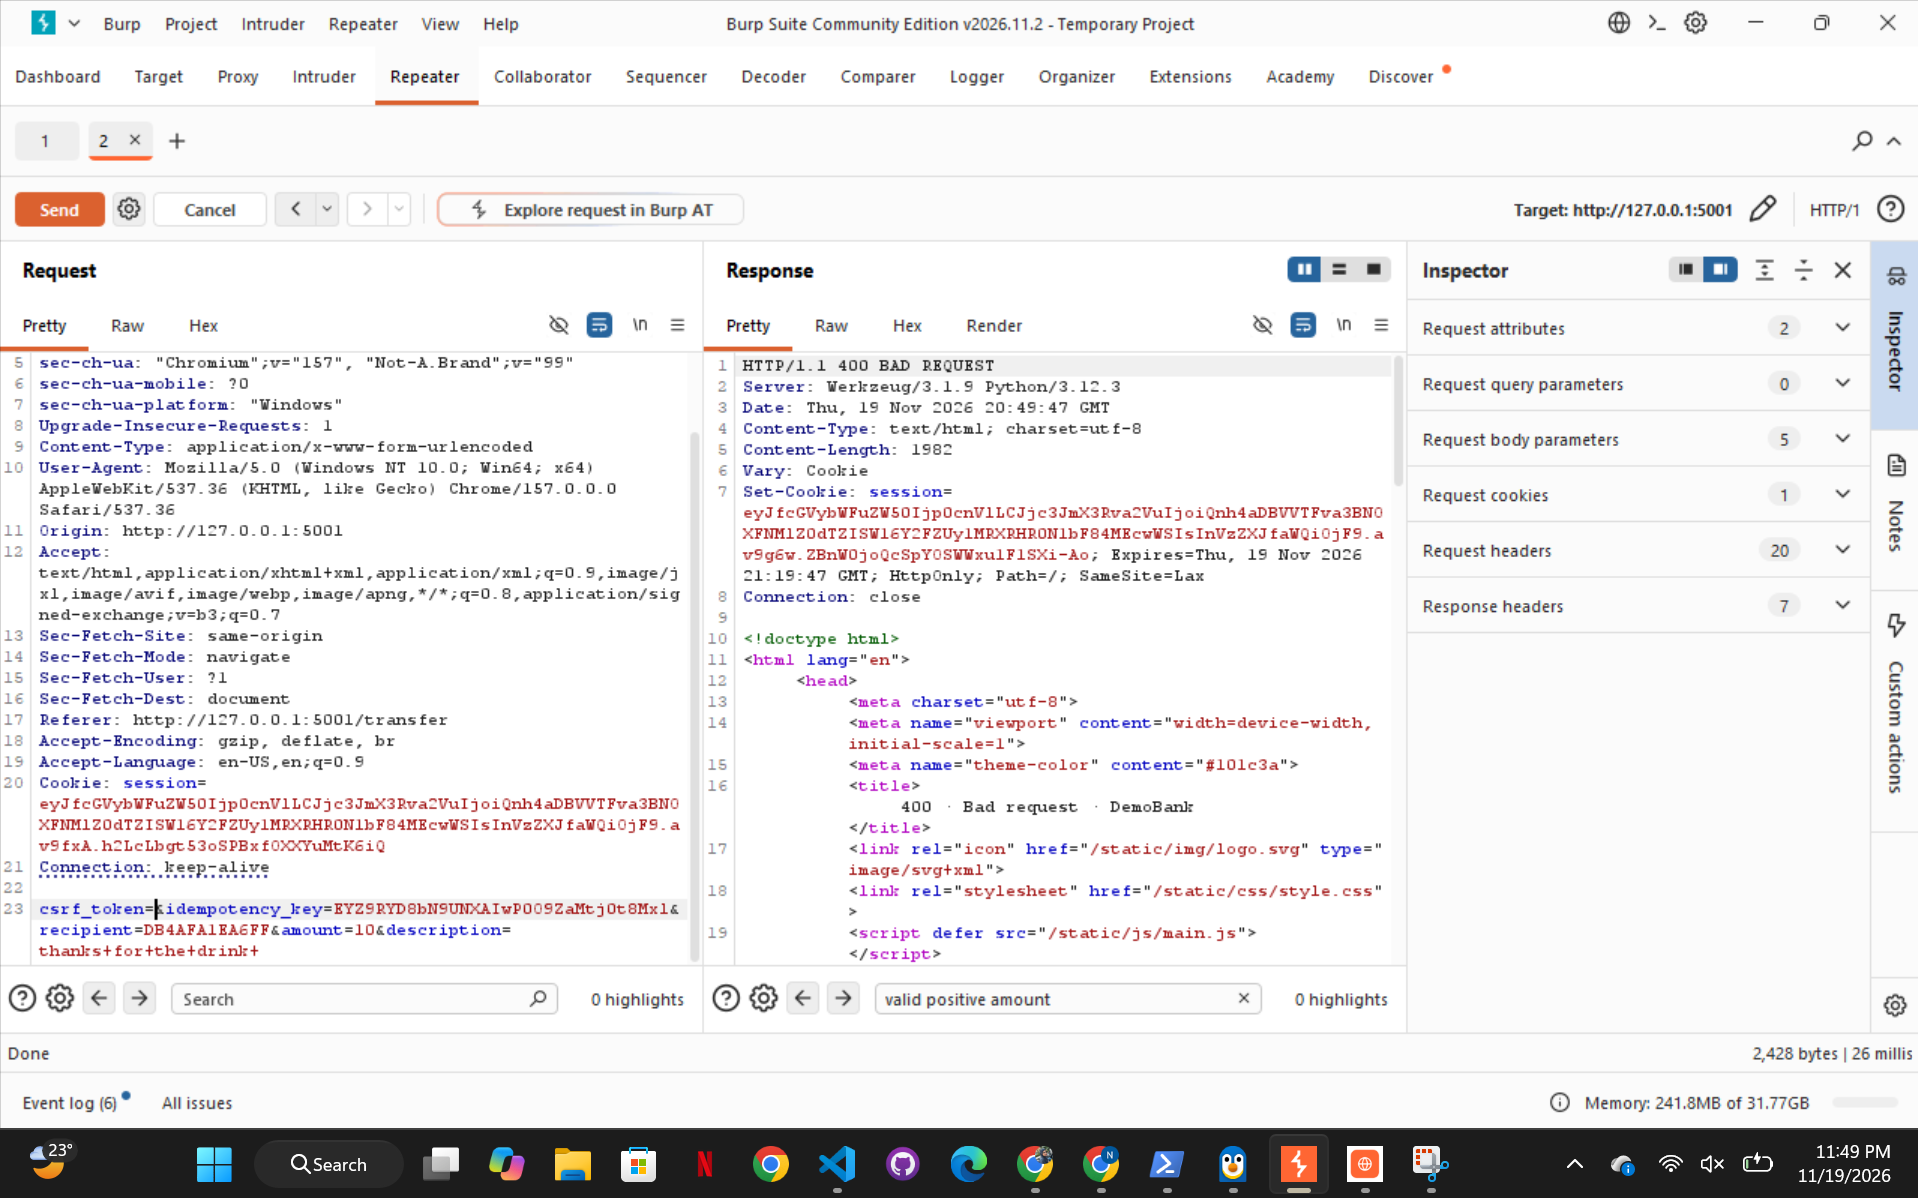 Burp Project Intruder Repeater View Help Burp Suite Community Edition v2026.11.2 - Temporary Project
Dashboard Target Proxy Intruder Repeater Collaborator Sequencer Decoder Comparer Logger Organizer Extensions Academy Discover
1 2
Send Cancel Explore request in Burp AT Target: http://127.0.0.1:5001 HTTP/1
Request
Pretty Raw Hex \n
5 sec-ch-ua: "Chromium";v="157", "Not-A.Brand";v="99"
6 sec-ch-ua-mobile: ?0
7 sec-ch-ua-platform: "Windows"
8 Upgrade-Insecure-Requests: 1
9 Content-Type: application/x-www-form-urlencoded
10 User-Agent: Mozilla/5.0 (Windows NT 10.0; Win64; x64)
AppleWebKit/537.36 (KHTML, like Gecko) Chrome/157.0.0.0
Safari/537.36
11 Origin: http://127.0.0.1:5001
12 Accept:
text/html,application/xhtml+xml,application/xml;q=0.9,image/j
xl,image/avif,image/webp,image/apng,*/*;q=0.8,application/sig
ned-exchange;v=b3;q=0.7
13 Sec-Fetch-Site: same-origin
14 Sec-Fetch-Mode: navigate
15 Sec-Fetch-User: ?1
16 Sec-Fetch-Dest: document
17 Referer: http://127.0.0.1:5001/transfer
18 Accept-Encoding: gzip, deflate, br
19 Accept-Language: en-US,en;q=0.9
20 Cookie: session=
21 Connection: keep-alive
22
23 csrf_token=&idempotency_key=
recipient=DB4AFA1EA6FF&amount=10&description=
thanks+for+the+drink+
Search 0 highlights
Response
Pretty Raw Hex Render \n
1 HTTP/1.1 400 BAD REQUEST
2 Server: Werkzeug/3.1.9 Python/3.12.3
3 Date: Thu, 19 Nov 2026 20:49:47 GMT
4 Content-Type: text/html; charset=utf-8
5 Content-Length: 1982
6 Vary: Cookie
7 Set-Cookie: session=
Expires=Thu, 19 Nov 2026
21:19:47 GMT; HttpOnly; Path=/; SameSite=Lax
8 Connection: close
9
10 <!doctype html>
11 <html lang="en">
12 <head>
13 <meta charset="utf-8">
14 <meta name="viewport" content="width=device-width,
initial-scale=1">
15 <meta name="theme-color" content="#101c3a">
16 <title>
400 · Bad request · DemoBank
</title>
17 <link rel="icon" href="/static/img/logo.svg" type="
image/svg+xml">
18 <link rel="stylesheet" href="/static/css/style.css"
>
19 <script defer src="/static/js/main.js">
</script>
valid positive amount 0 highlights
Inspector
Request attributes 2
Request query parameters 0
Request body parameters 5
Request cookies 1
Request headers 20
Response headers 7
Inspector
Notes
Custom actions
Done 2,428 bytes | 26 millis
Event log (6) All issues Memory: 241.8MB of 31.77GB
23° Search 11:49 PM
11/19/2026